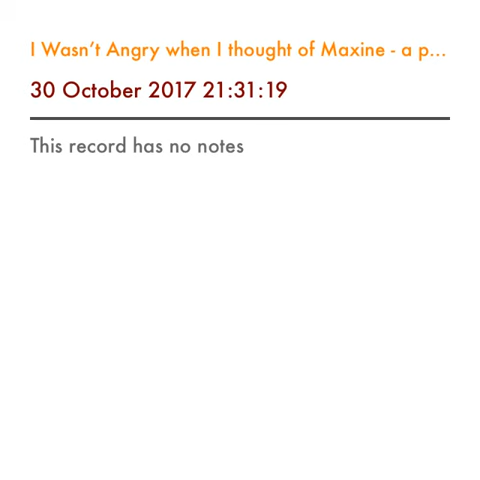 I Wasn’t Angry when I thought of Maxine - a p...
30 October 2017 21:31:19
This record has no notes